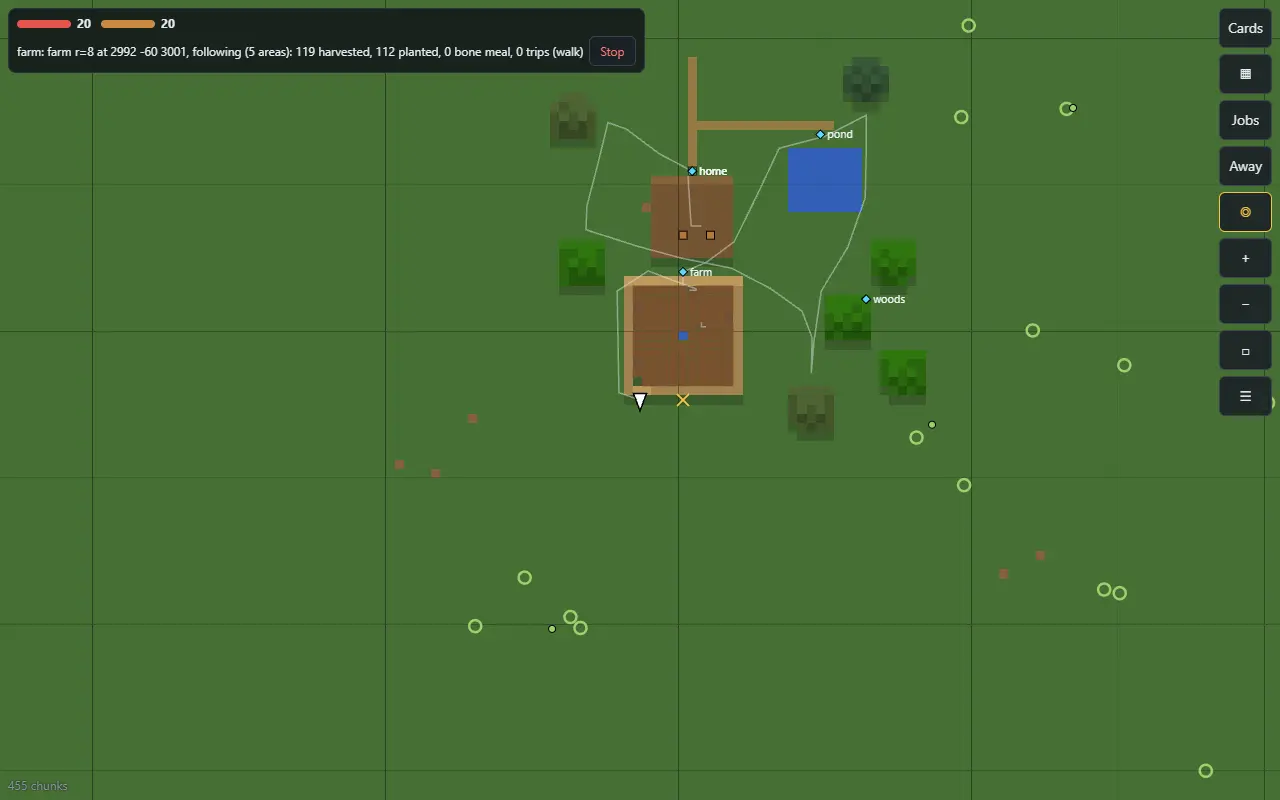 20 20
farm: farm r=8 at 2992 -60 3001, following (5 areas): 119 harvested, 112 planted, 0 bone meal, 0 trips (walk) Stop
Cards
Jobs
Away
+
−
pond
home
farm
woods
455 chunks